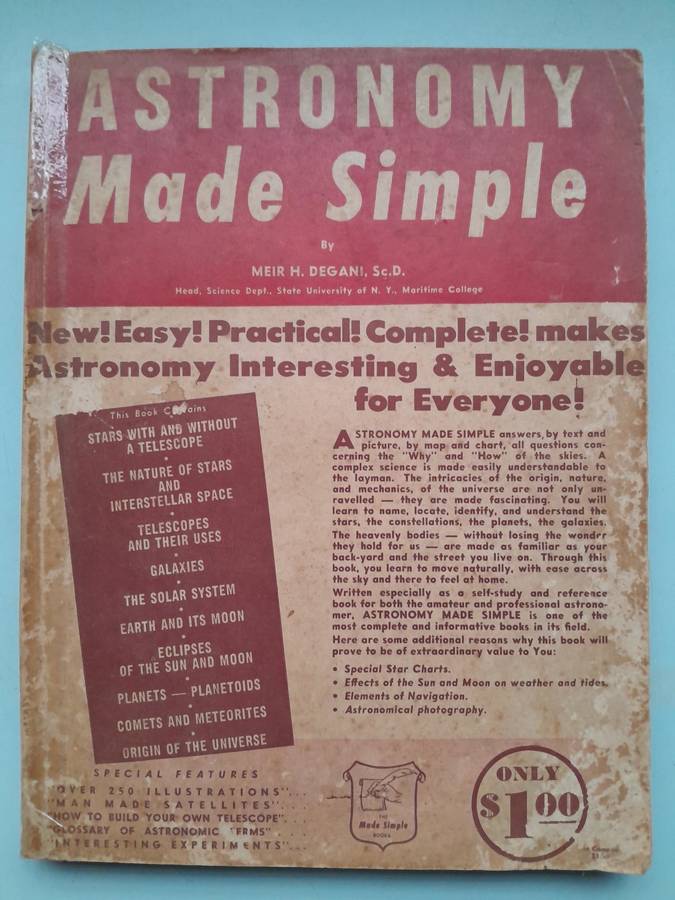 ASTRONOMY
Made Simple
By
MEIR H. DEGANI, Sc.D.
Head, Science Dept., State University of N. Y., Maritime College
New! Easy! Practical! Complete! makes
Astronomy Interesting & Enjoyable
for Everyone!
This Book Contains
STARS WITH AND WITHOUT
A TELESCOPE
•
THE NATURE OF STARS
AND
INTERSTELLAR SPACE
•
TELESCOPES
AND THEIR USES
•
GALAXIES
•
THE SOLAR SYSTEM
•
EARTH AND ITS MOON
•
ECLIPSES
OF THE SUN AND MOON
•
PLANETS — PLANETOIDS
•
COMETS AND METEORITES
•
ORIGIN OF THE UNIVERSE
ASTRONOMY MADE SIMPLE answers, by text and
picture, by map and chart, all questions con-
cerning the "Why" and "How" of the skies. A
complex science is made easily understandable to
the layman. The intricacies of the origin, nature,
and mechanics, of the universe are not only un-
ravelled — they are made fascinating. You will
learn to name, locate, identify, and understand the
stars, the constellations, the planets, the galaxies.
The heavenly bodies — without losing the wonder
they hold for us — are made as familiar as your
back-yard and the street you live on. Through this
book, you learn to move naturally, with ease across
the sky and there to feel at home.
Written especially as a self-study and reference
book for both the amateur and professional astrono-
mer, ASTRONOMY MADE SIMPLE is one of the
most complete and informative books in its field.
Here are some additional reasons why this book will
prove to be of extraordinary value to You:
• Special Star Charts.
• Effects of the Sun and Moon on weather and tides.
• Elements of Navigation.
• Astronomical photography.
SPECIAL FEATURES
"OVER 250 ILLUSTRATIONS"...
"MAN MADE SATELLITES"...
"HOW TO BUILD YOUR OWN TELESCOPE"...
"GLOSSARY OF ASTRONOMIC TERMS"...
"INTERESTING EXPERIMENTS"...
THE
Made Simple
BOOKS
ONLY
$1.00